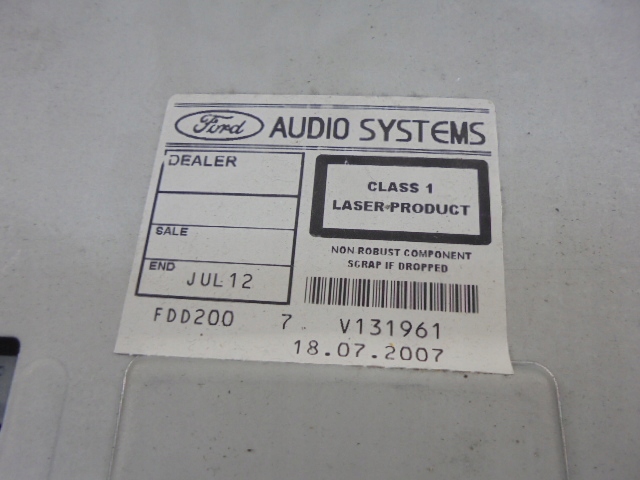 Ford AUDIO SYSTEMS
DEALER
SALE
END
JUL 12
CLASS 1
LASER PRODUCT
NON ROBUST COMPONENT
SCRAP IF DROPPED
FDD200 7 V131961
18.07.2007